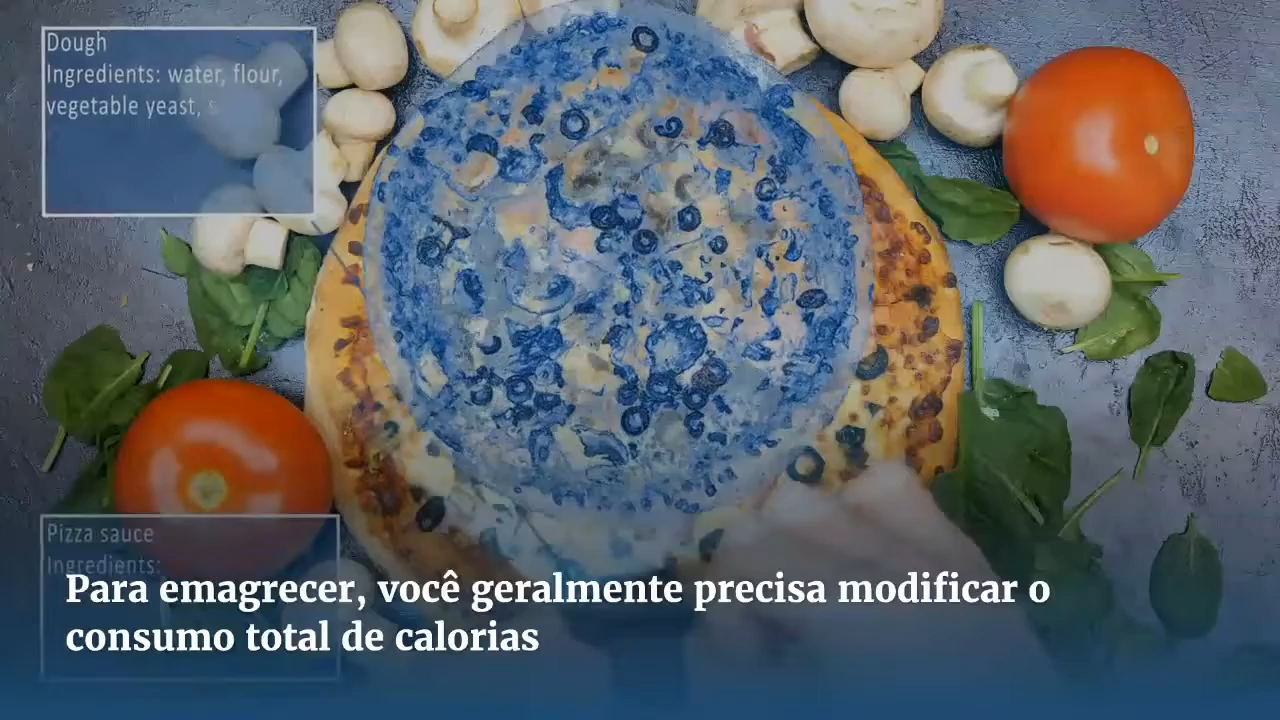 Dough
Ingredients: water, flour,
vegetable yeast,
Pizza sauce
Ingredients:
Para emagrecer, você geralmente precisa modificar o
consumo total de calorias